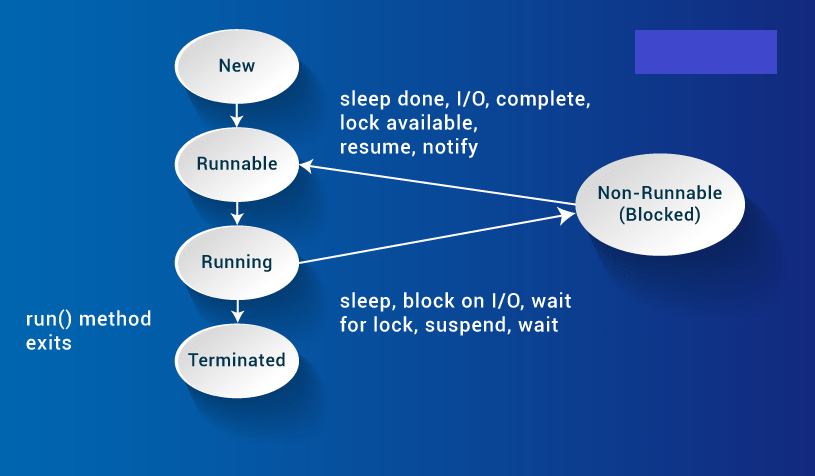 New
sleep done, I/O, complete,
lock available,
resume, notify
Runnable
Non-Runnable
(Blocked)
Running
sleep, block on I/O, wait
for lock, suspend, wait
run() method
exits
Terminated